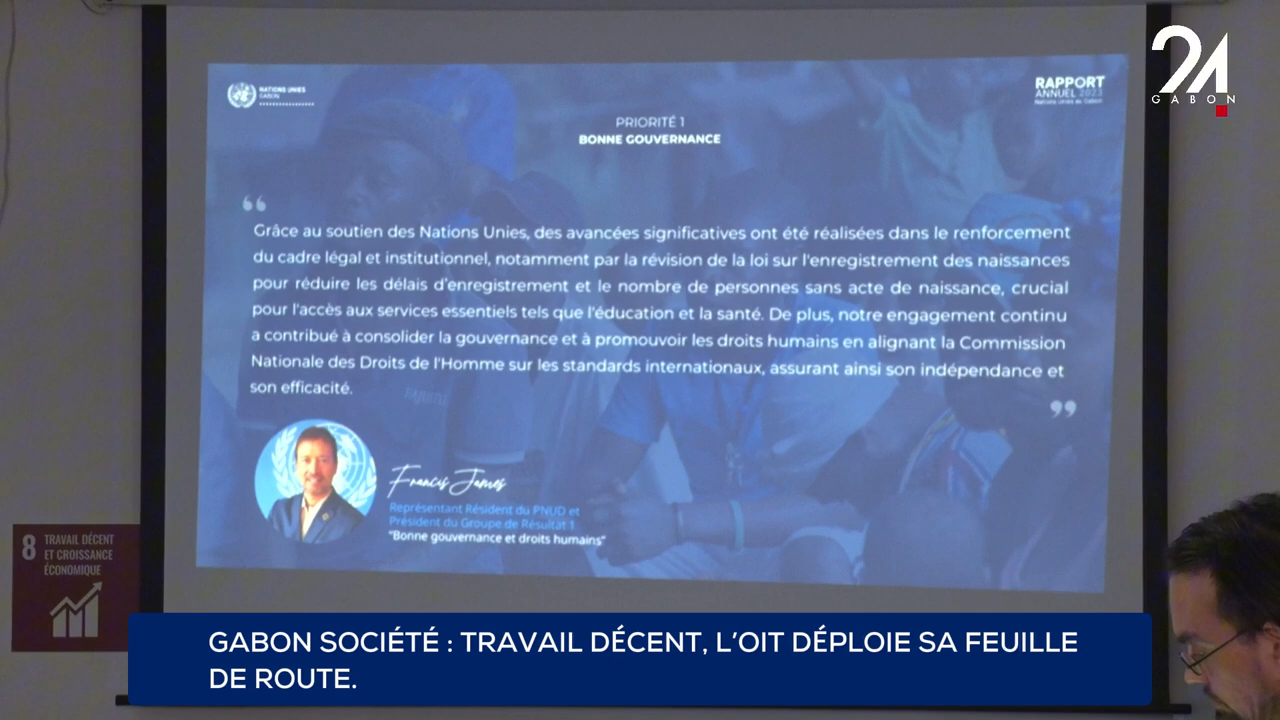 24
GABON
NATIONS UNIES
GABON
RAPPORT
ANNUEL 2023
Nations Unies au Gabon
PRIORITÉ 1
BONNE GOUVERNANCE
“
Grâce au soutien des Nations Unies, des avancées significatives ont été réalisées dans le renforcement
du cadre légal et institutionnel, notamment par la révision de la loi sur l'enregistrement des naissances
pour réduire les délais d'enregistrement et le nombre de personnes sans acte de naissance, crucial
pour l'accès aux services essentiels tels que l'éducation et la santé. De plus, notre engagement continu
a contribué à consolider la gouvernance et à promouvoir les droits humains en alignant la Commission
Nationale des Droits de l'Homme sur les standards internationaux, assurant ainsi son indépendance et
son efficacité.
”
Francis James
Représentant Résident du PNUD et
Président du Groupe de Résultat 1
"Bonne gouvernance et droits humains"
8 TRAVAIL DÉCENT
ET CROISSANCE
ÉCONOMIQUE
GABON SOCIÉTÉ : TRAVAIL DÉCENT, L'OIT DÉPLOIE SA FEUILLE
DE ROUTE.